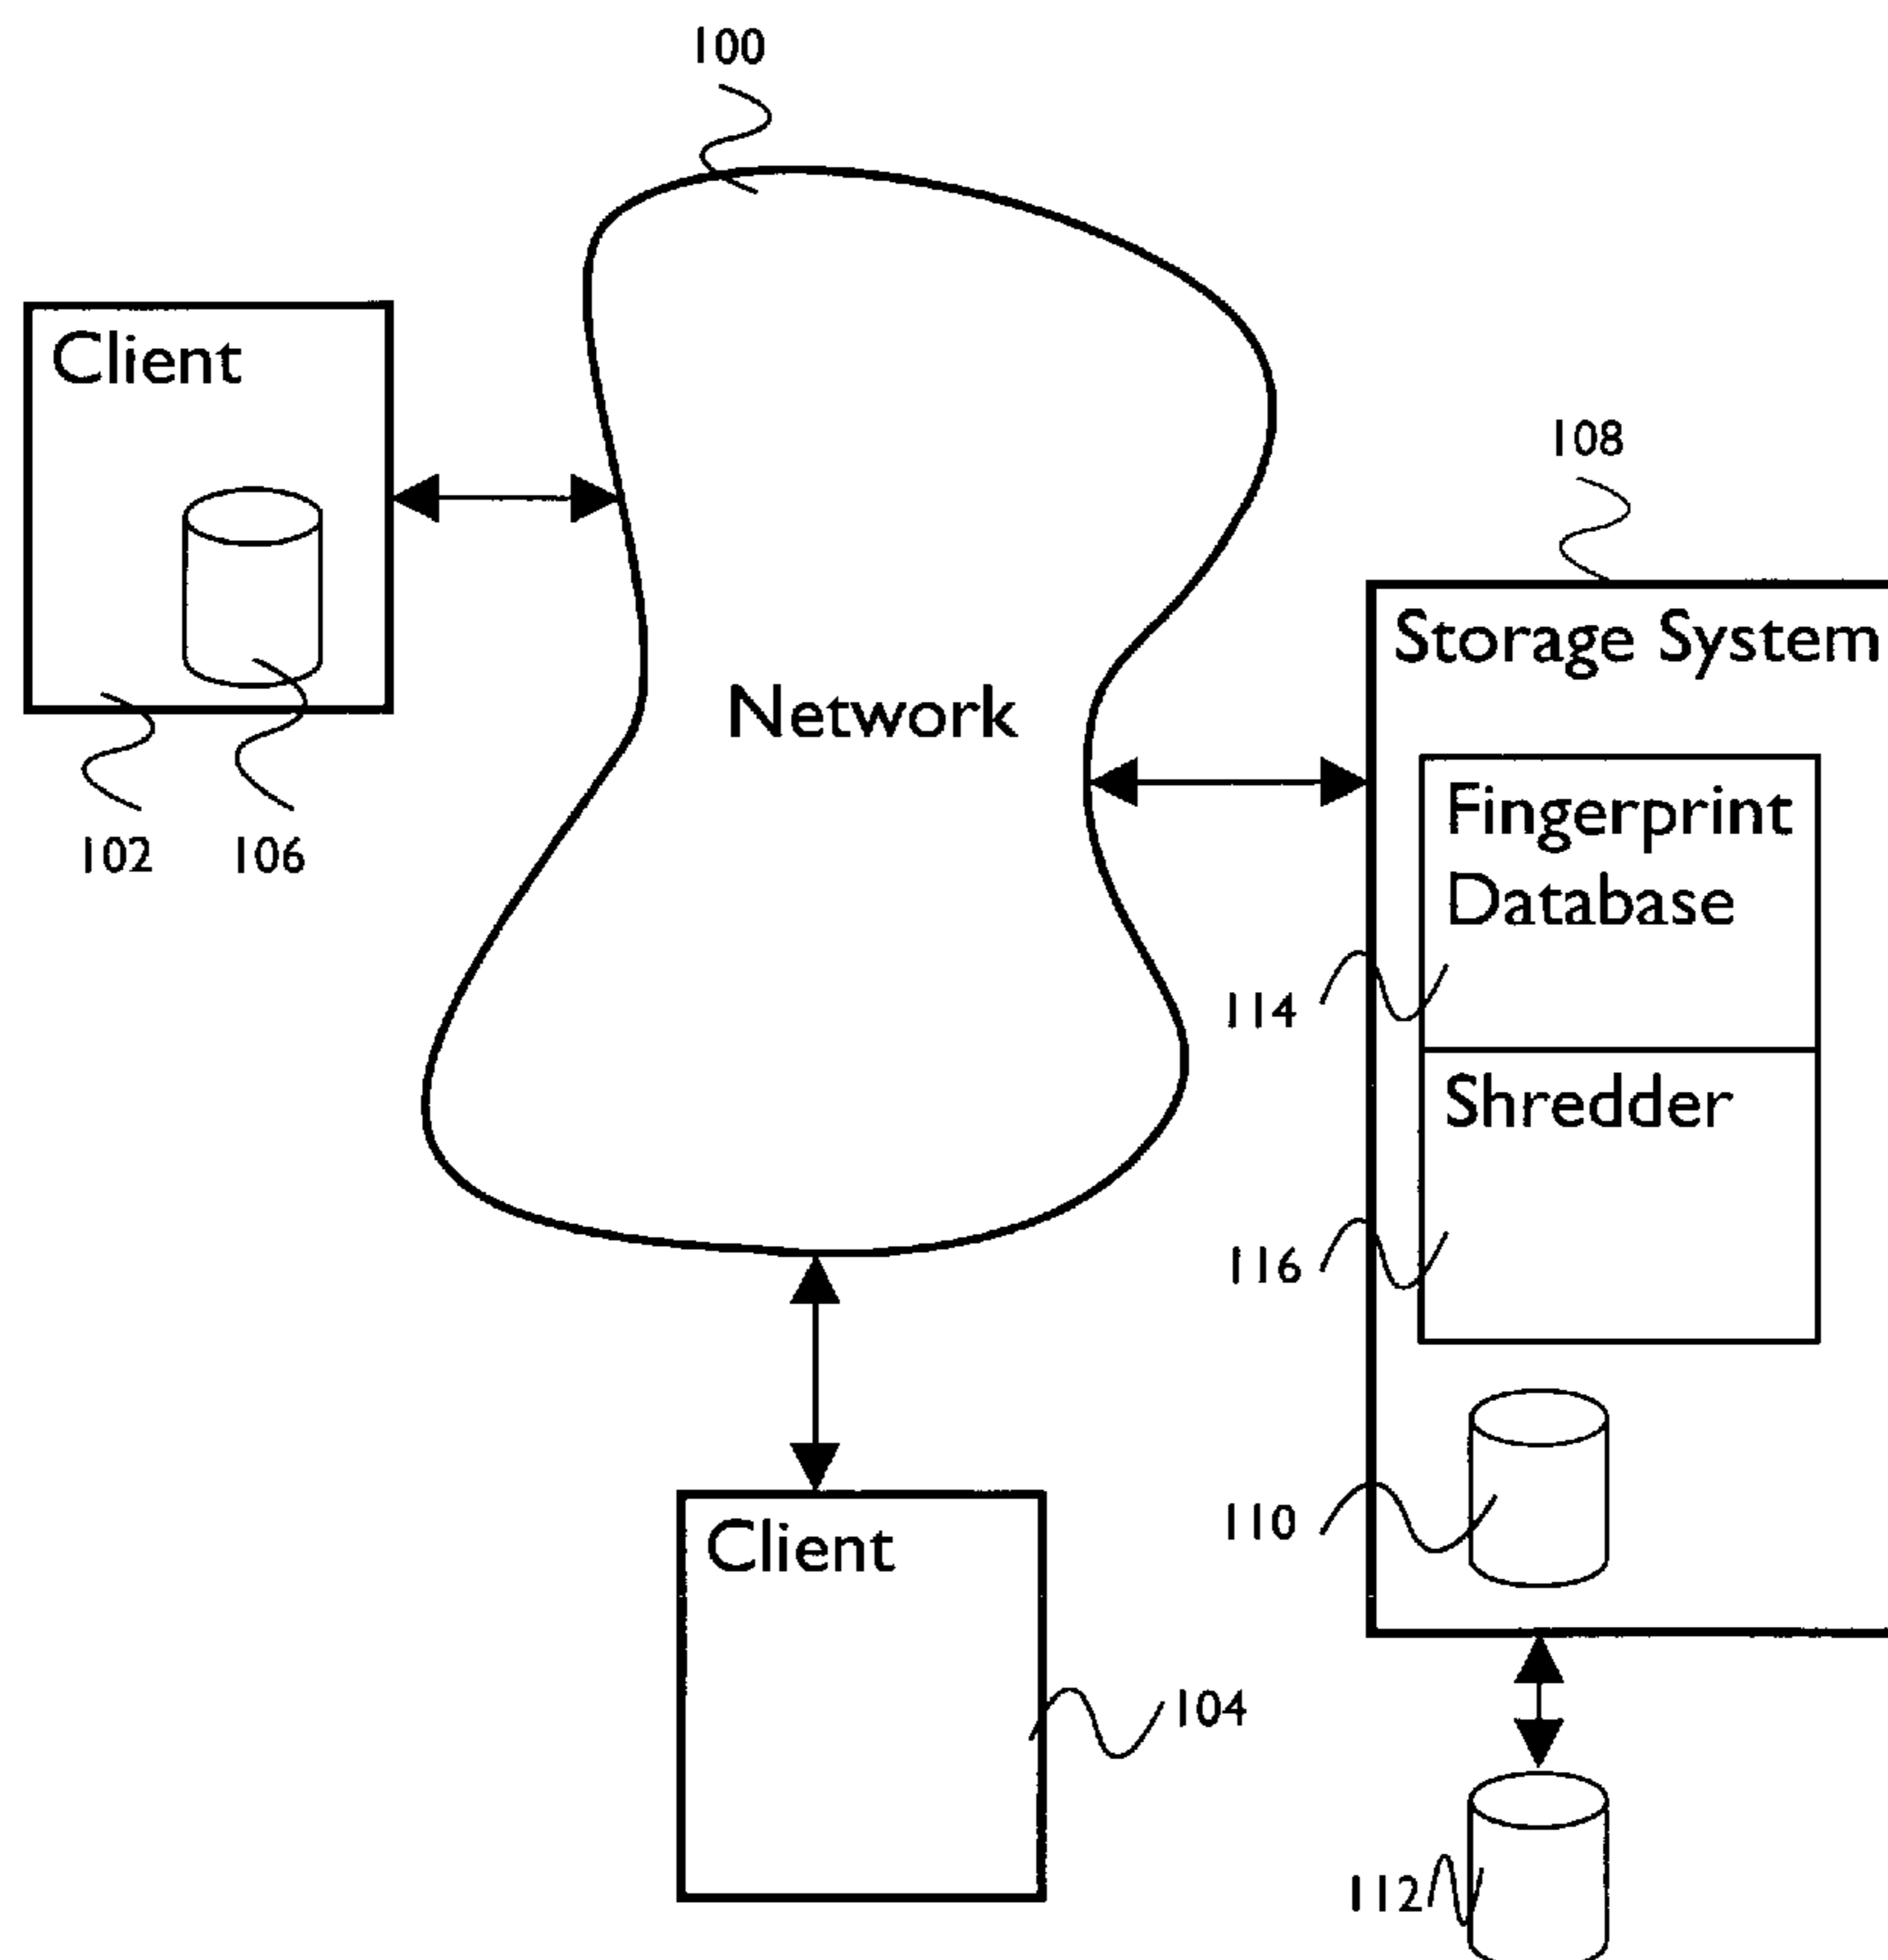 100
Client
108
Storage System
Network
Fingerprint
Database
102
106
114
Shredder
116
110
Client
104
112